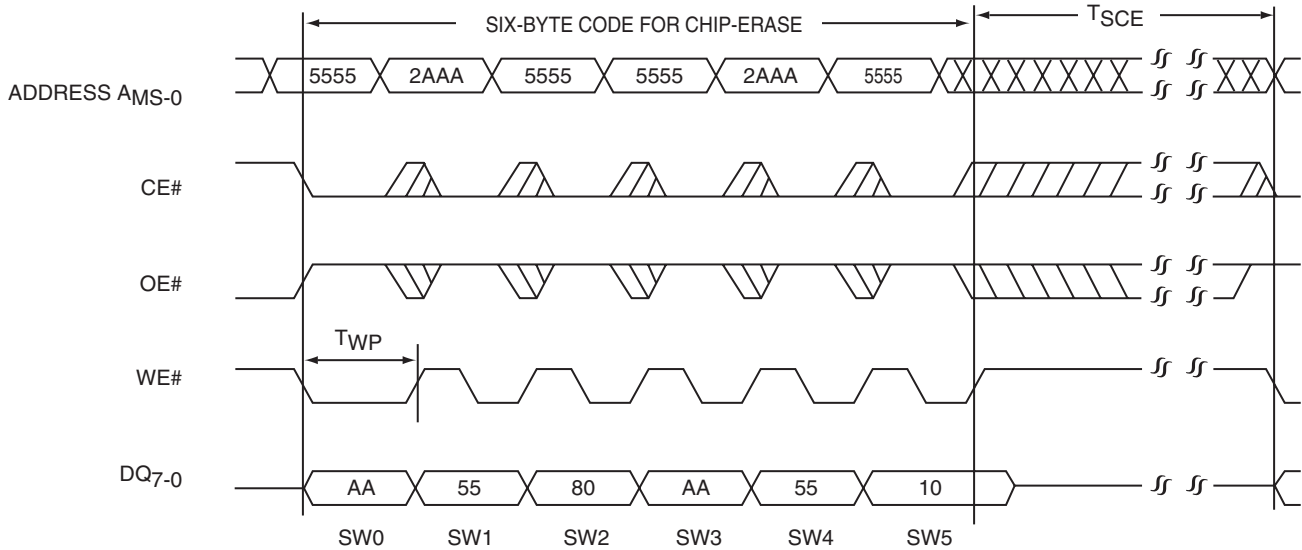 SIX-BYTE CODE FOR CHIP-ERASE TSCE
ADDRESS AMS-0 5555 2AAA 5555 5555 2AAA 5555
CE#
OE#
TWP
WE#
DQ7-0 AA 55 80 AA 55 10
SW0 SW1 SW2 SW3 SW4 SW5